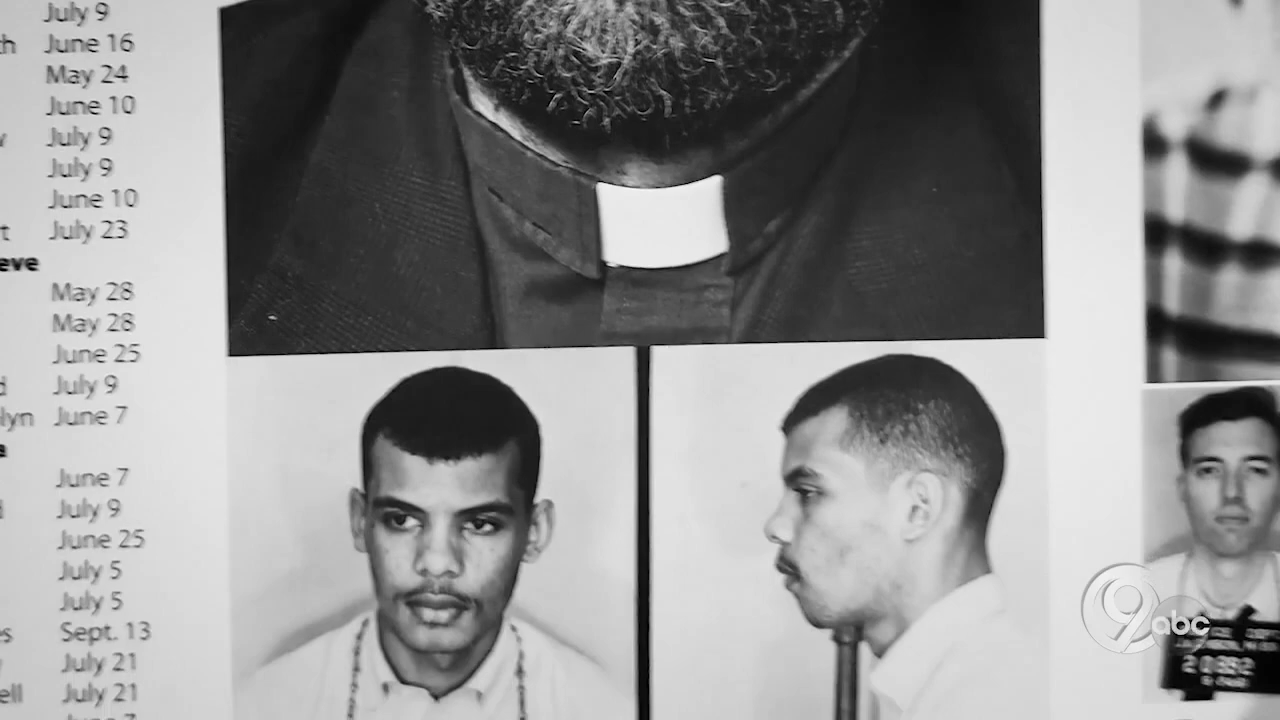 July 9
th June 16
May 24
June 10
July 9
July 9
June 10
rt July 23
eve
May 28
May 28
June 25
d July 9
lyn June 7
a
June 7
d July 9
June 25
July 5
July 5
es Sept. 13
July 21
ell July 21
9 abc
20892